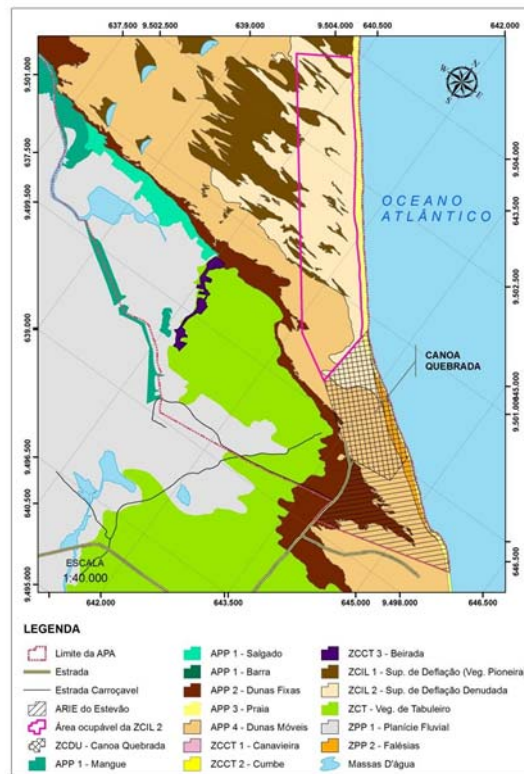 637.500 9.502.500 639.000 9.504.000 640.500 642.000
9.501.000
637.500
9.499.500
639.000
9.496.500
640.500
9.495.000
N
W
E
S
OCEANO
ATLÂNTICO
9.504.000
643.500
9.502.500
CANOA
QUEBRADA
9.501.00845.000
646.500
ESCALA
1:40.000
642.000 643.500 645.000 9.498.000 646.500
LEGENDA
Limite da APA
Estrada
Estrada Carroçavel
ARIE do Estevão
Área ocupável da ZCIL 2
ZCDU - Canoa Quebrada
APP 1 - Mangue
APP 1 - Salgado
APP 1 - Barra
APP 2 - Dunas Fixas
APP 3 - Praia
APP 4 - Dunas Móveis
ZCCT 1 - Canavieira
ZCCT 2 - Cumbe
ZCCT 3 - Beirada
ZCIL 1 - Sup. de Deflação (Veg. Pioneira
ZCIL 2 - Sup. de Deflação Denudada
ZCT - Veg. de Tabuleiro
ZPP 1 - Planície Fluvial
ZPP 2 - Falésias
Massas D'água